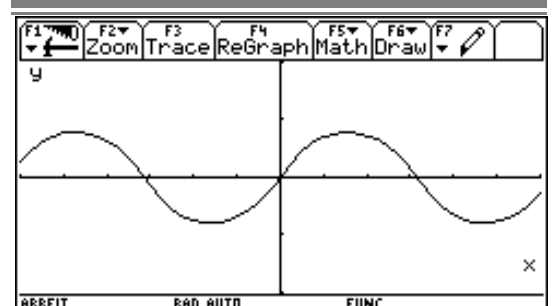 F1 F2 F3 F4 F5 F6 F7
Zoom Trace ReGraph Math Draw
y
x
ARBEIT RAD AUTO FUNC